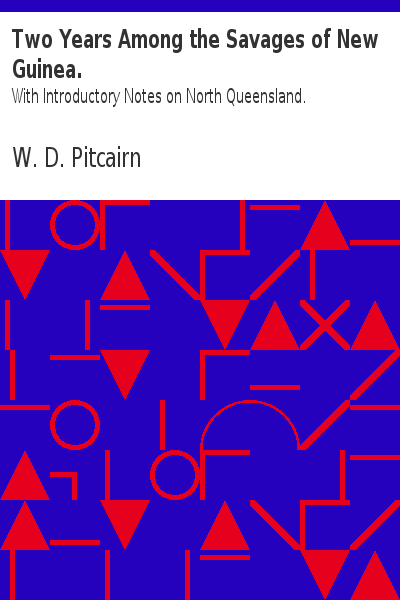 Two Years Among the Savages of New
Guinea.
With Introductory Notes on North Queensland.
W. D. Pitcairn